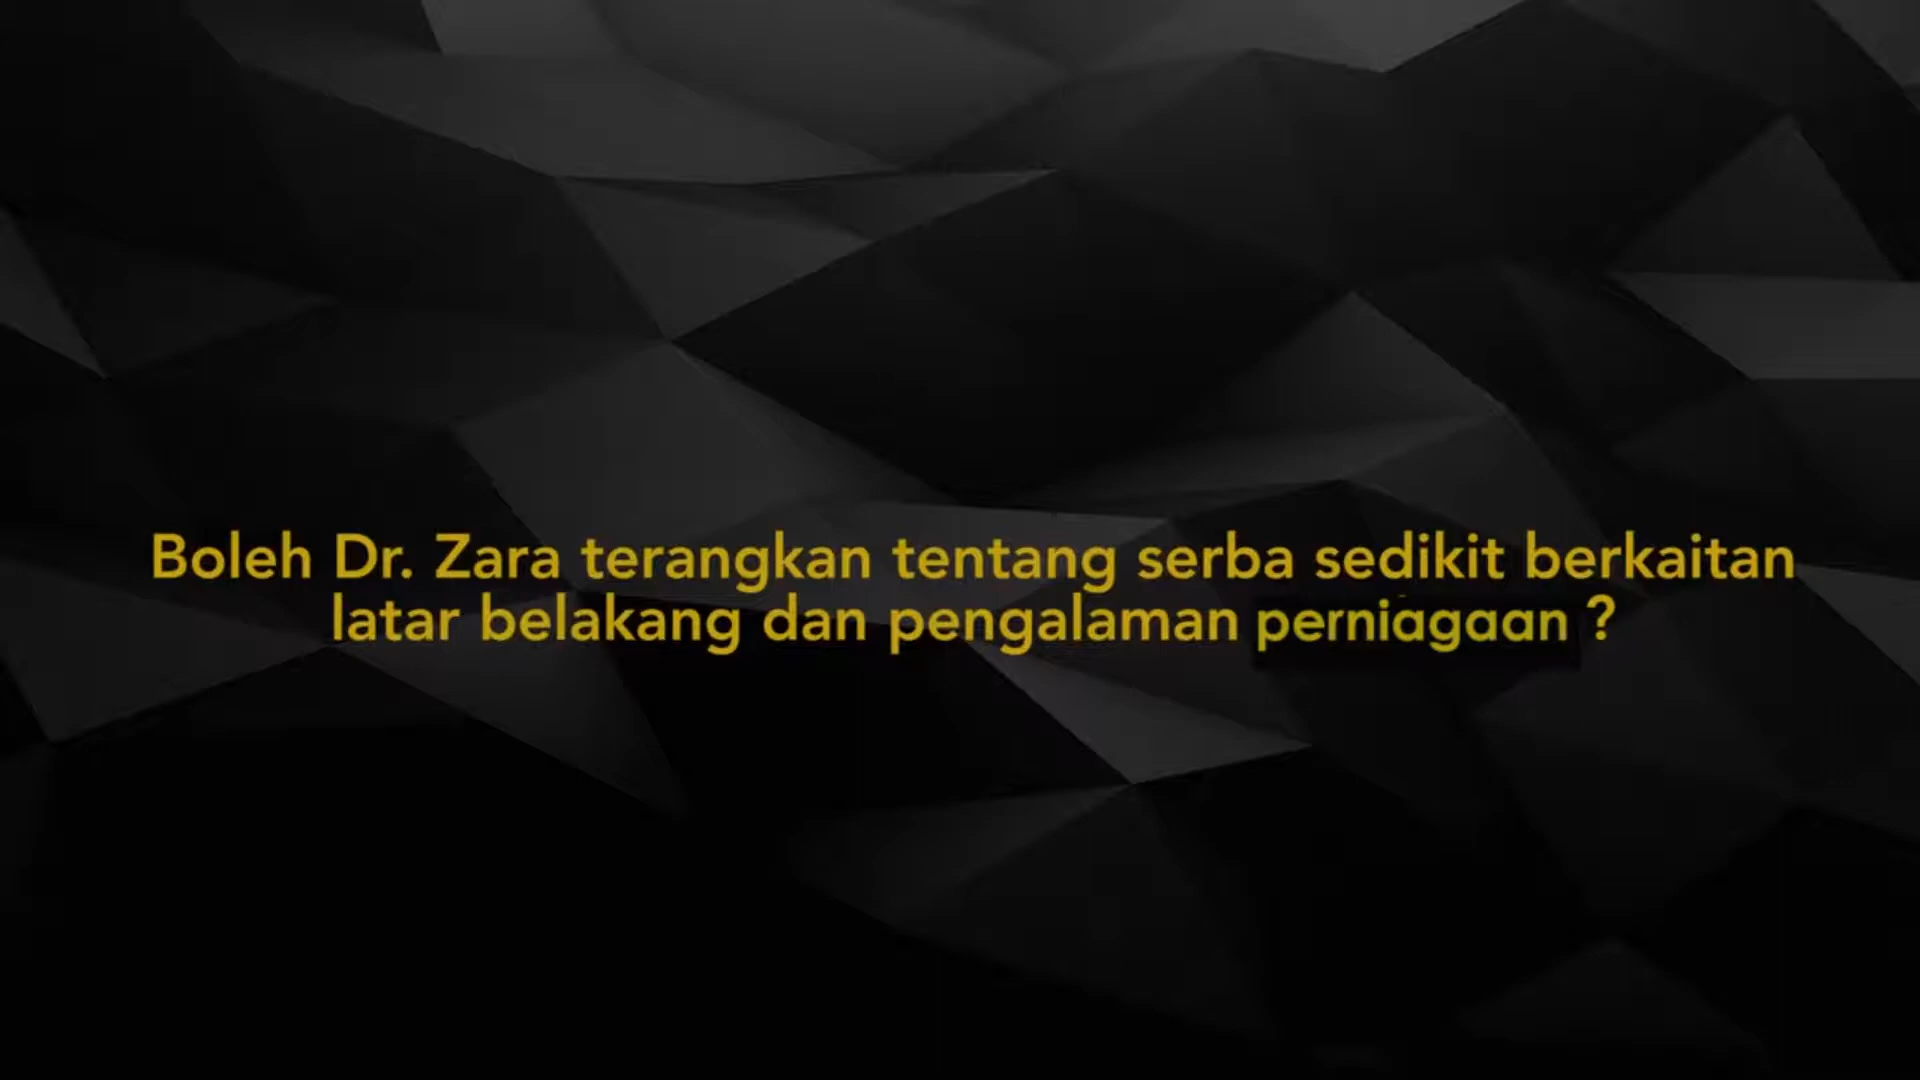 Boleh Dr. Zara terangkan tentang serba sedikit berkaitan
latar belakang dan pengalaman perniagaan ?